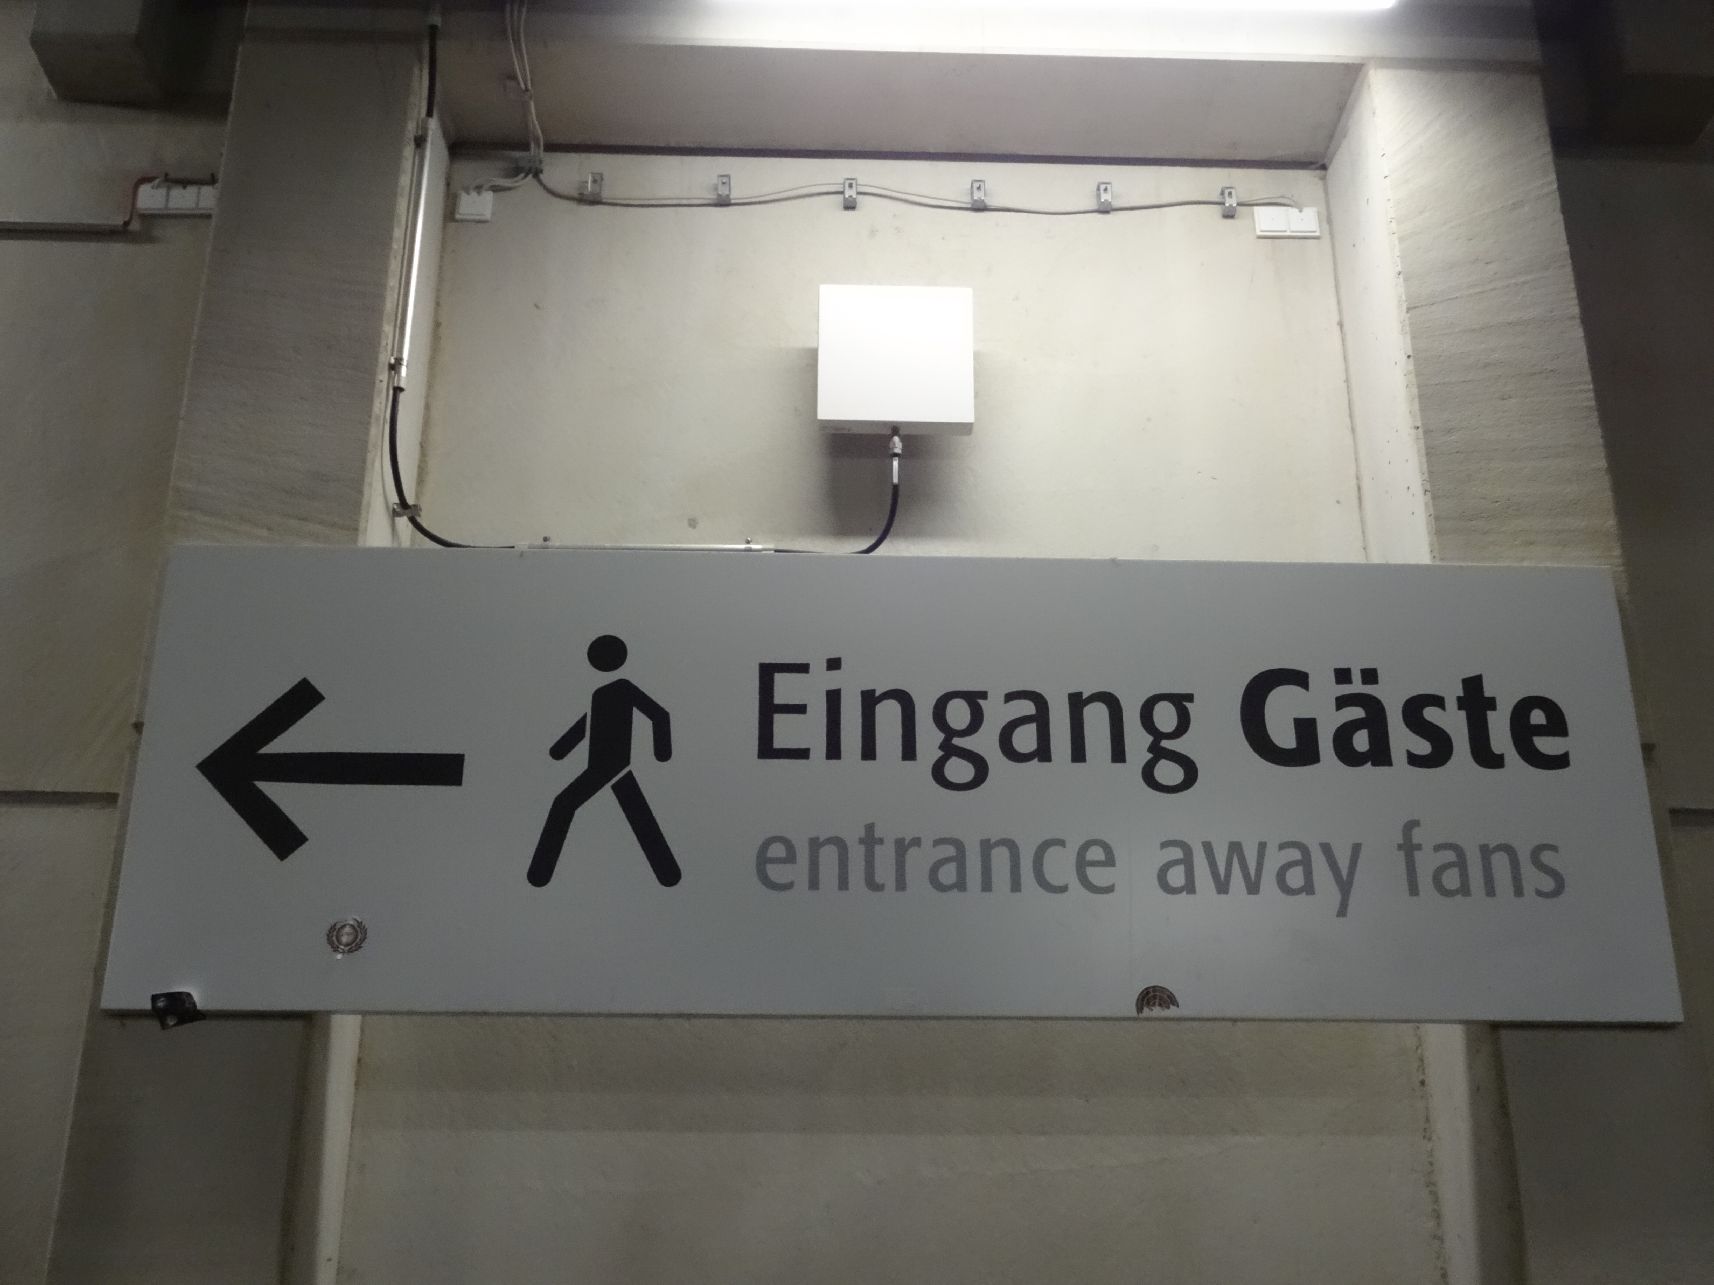 Eingang Gäste
entrance away fans